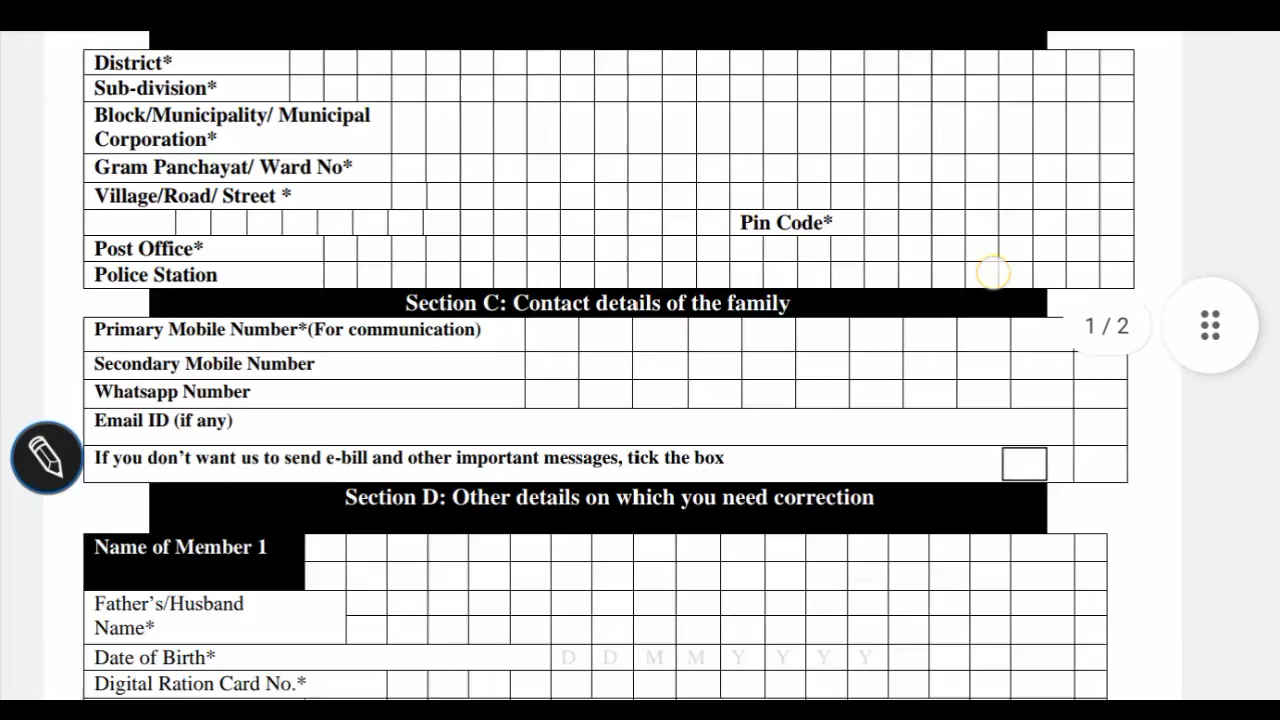 District*
Sub-division*
Block/Municipality/ Municipal
Corporation*
Gram Panchayat/ Ward No*
Village/Road/ Street *
Pin Code*
Post Office*
Police Station
Section C: Contact details of the family
Primary Mobile Number*(For communication)
1 / 2
Secondary Mobile Number
Whatsapp Number
Email ID (if any)
If you don’t want us to send e-bill and other important messages, tick the box
Section D: Other details on which you need correction
Name of Member 1
Father’s/Husband
Name*
Date of Birth* D D M M Y Y Y Y
Digital Ration Card No.*